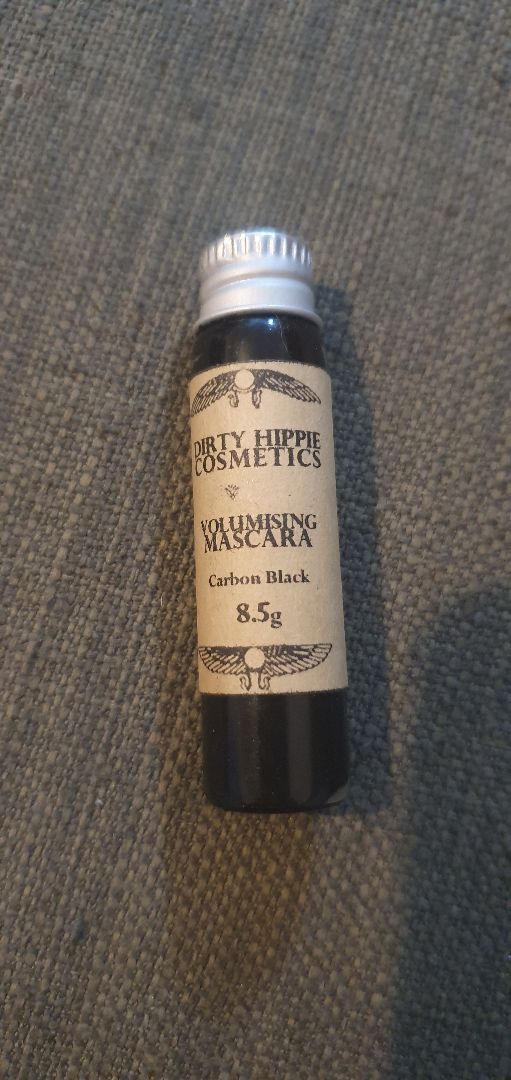 DIRTY HIPPIE
COSMETICS
VOLUMISING
MASCARA
Carbon Black
8.5g